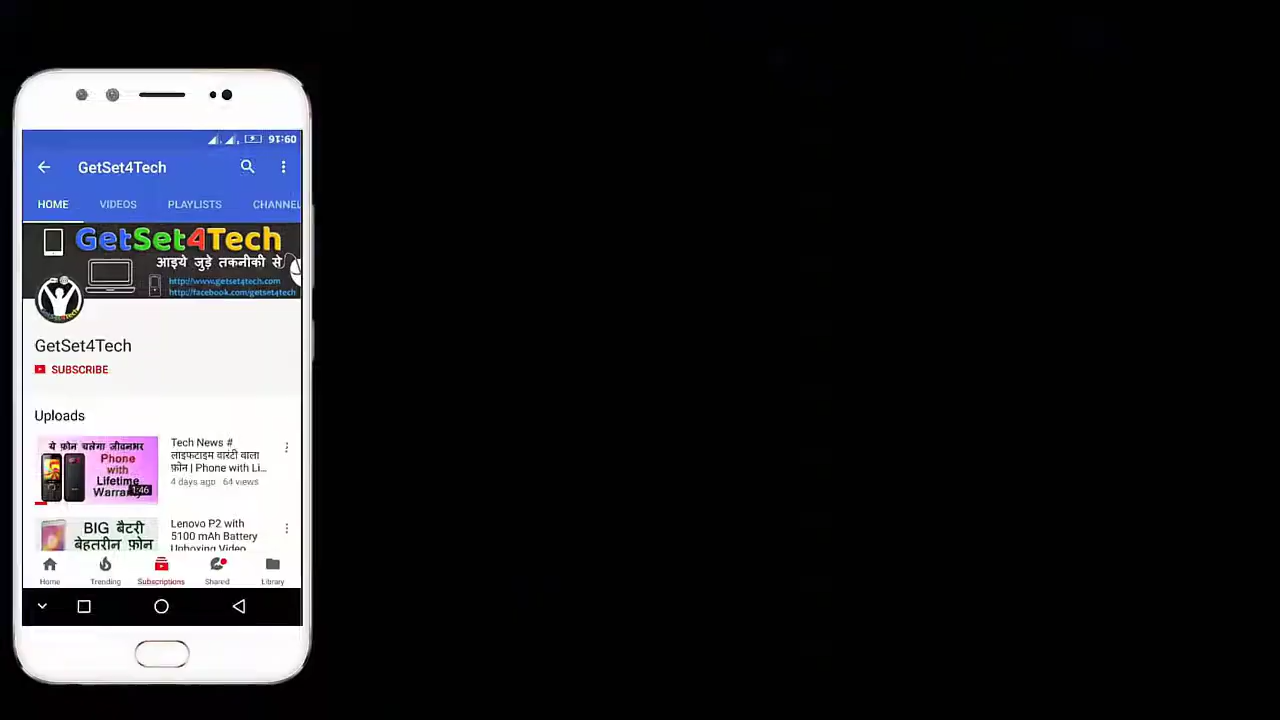 91:60
GetSet4Tech
HOME VIDEOS PLAYLISTS CHANNEL
GetSet4Tech
आइये जुड़े तकनीकी से
http://www.getset4tech.com
http://facebook.com/getset4tech
GetSet4Tech
SUBSCRIBE
Uploads
ये फ़ोन चलेगा जीवनभर
Phone
with
Lifetime
Warranty
1:46
Tech News #
लाइफटाइम वारंटी वाला
फ़ोन | Phone with Li...
4 days ago 64 views
BIG बैटरी
बेहतरीन फ़ोन
Lenovo P2 with
5100 mAh Battery
Unboxing Video
Home Trending Subscriptions Shared Library